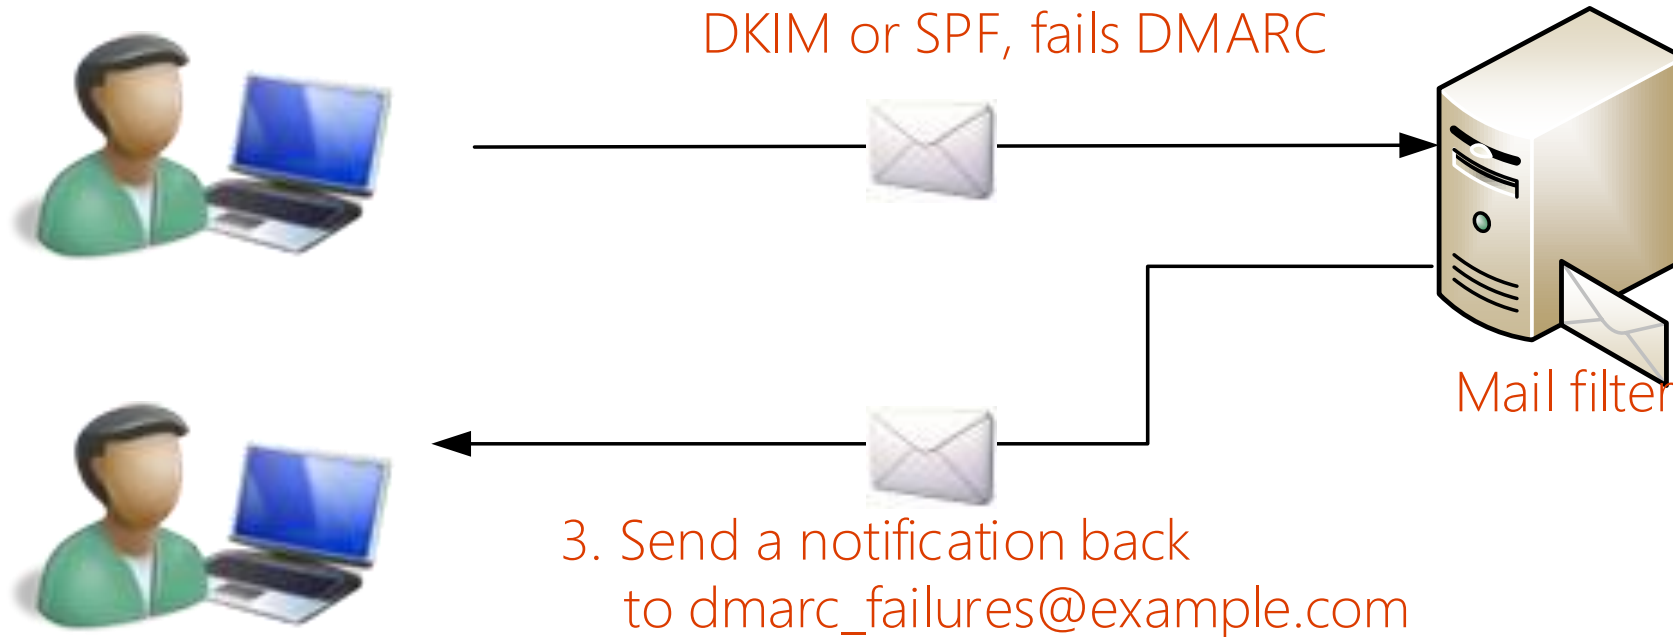 DKIM or SPF, fails DMARC
Mail filter
3. Send a notification back
to dmarc_failures@example.com